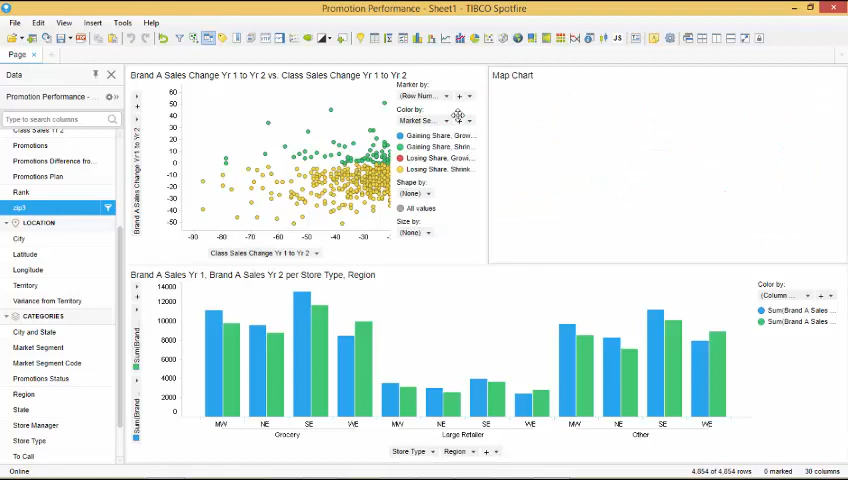 Promotion Performance - Sheet1 - TIBCO Spotfire
File Edit View Insert Tools Help
Page
Data
Promotion Performance - ...
Type to search columns
Class Sales Yr 2
Promotions
Promotions Difference fro...
Promotions Plan
Rank
zip3
LOCATION
City
Latitude
Longitude
Territory
Variance from Territory
CATEGORIES
City and State
Market Segment
Market Segment Code
Promotions Status
Region
State
Store Manager
Store Type
To Call
Brand A Sales Change Yr 1 to Yr 2 vs. Class Sales Change Yr 1 to Yr 2
Brand A Sales Change Yr 1 to Yr 2
60
50
40
30
20
10
0
-10
-20
-30
-40
-50
-90 -80 -70 -60 -50 -40 -30
Class Sales Change Yr 1 to Yr 2
Marker by:
(Row Num...
Color by:
Market Se...
Gaining Share, Grow...
Gaining Share, Shrin...
Losing Share, Growi...
Losing Share, Shrink...
Shape by:
(None)
All values
Size by:
(None)
Map Chart
Brand A Sales Yr 1, Brand A Sales Yr 2 per Store Type, Region
Sum(Brand
Sum(Brand
14000
12000
10000
8000
6000
4000
2000
0
MW NE SE WE MW NE SE WE MW NE SE WE
Grocery Large Retailer Other
Store Type Region
Color by:
(Column ...
Sum(Brand A Sales ...
Sum(Brand A Sales ...
Online
4,854 of 4,854 rows 0 marked 30 columns